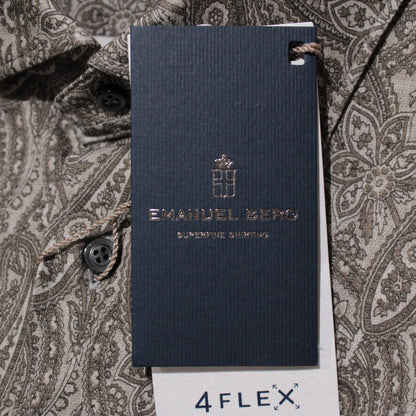 EMANUEL BERG
SUPERFINE SHIRTING
4FLEX